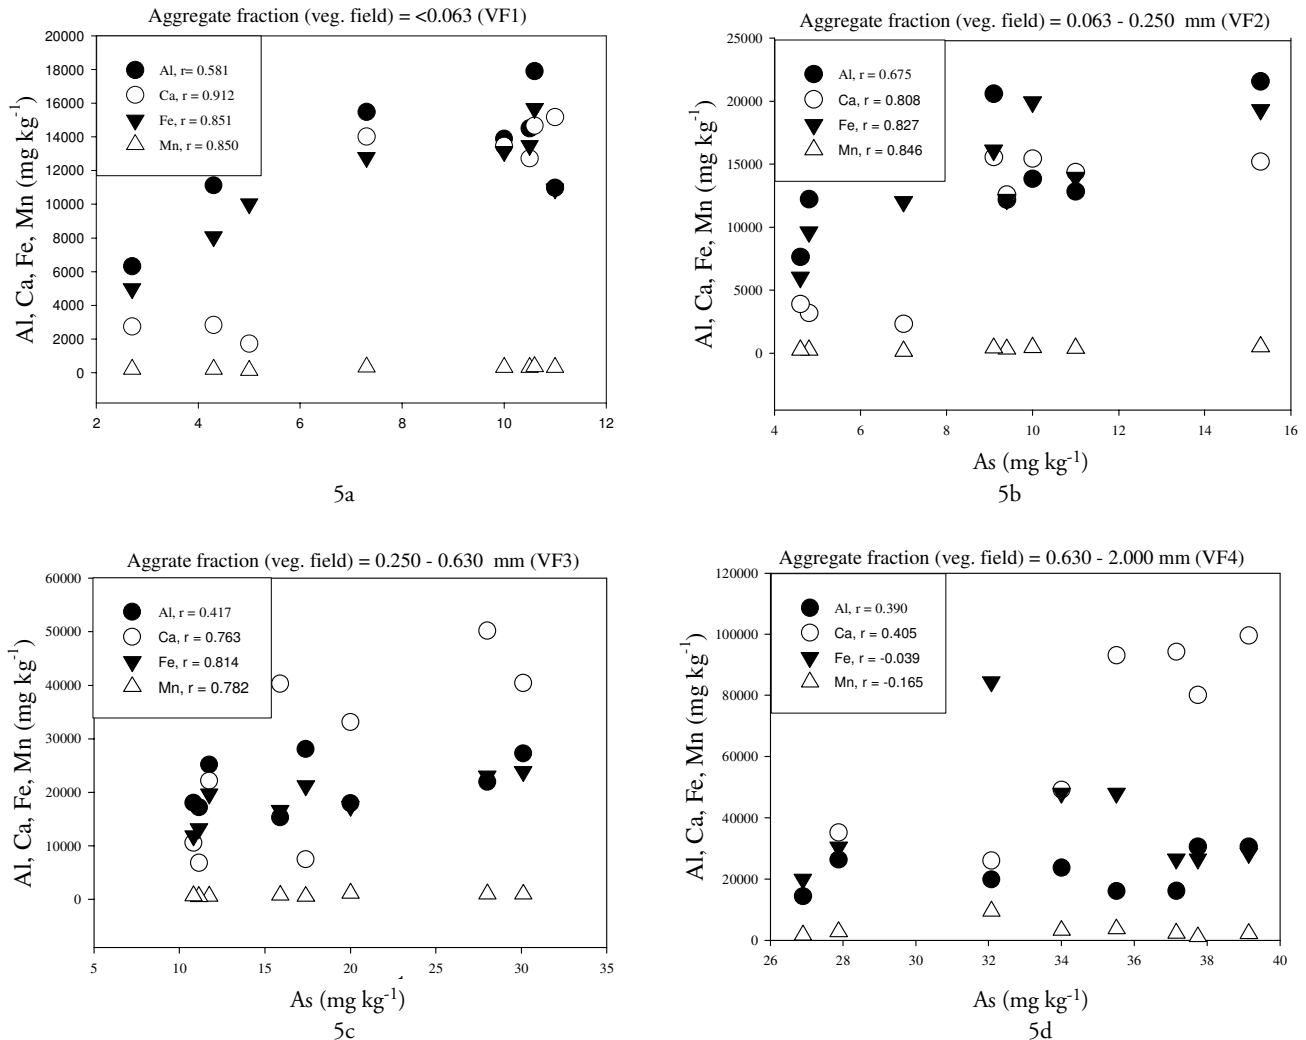 Aggregate fraction (veg. field) = <0.063 (VF1)
20000
18000
16000
14000
12000
10000
8000
6000
4000
2000
0
Al, Ca, Fe, Mn (mg kg-1)
Al, r= 0.581
Ca, r = 0.912
Fe, r = 0.851
Mn, r = 0.850
2 4 6 8 10 12
5a
Aggregate fraction (veg. field) = 0.063 - 0.250 mm (VF2)
25000
20000
15000
10000
5000
0
Al, Ca, Fe, Mn (mg kg-1)
Al, r = 0.675
Ca, r = 0.808
Fe, r = 0.827
Mn, r = 0.846
4 6 8 10 12 14 16
As (mg kg-1)
5b
Aggrate fraction (veg. field) = 0.250 - 0.630 mm (VF3)
60000
50000
40000
30000
20000
10000
0
Al, Ca, Fe, Mn (mg kg-1)
Al, r = 0.417
Ca, r = 0.763
Fe, r = 0.814
Mn, r = 0.782
5 10 15 20 25 30 35
As (mg kg-1)
5c
Aggregate fraction (veg. field) = 0.630 - 2.000 mm (VF4)
120000
100000
80000
60000
40000
20000
0
Al, Ca, Fe, Mn (mg kg-1)
Al, r = 0.390
Ca, r = 0.405
Fe, r = -0.039
Mn, r = -0.165
26 28 30 32 34 36 38 40
As (mg kg-1)
5d